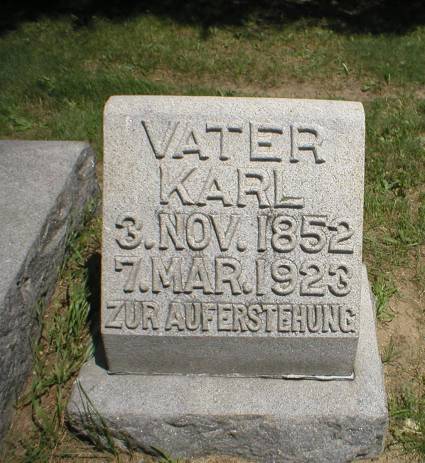 VATER
KARL
3. NOV. 1852
7. MAR. 1923
ZUR AUFERSTEHUNG